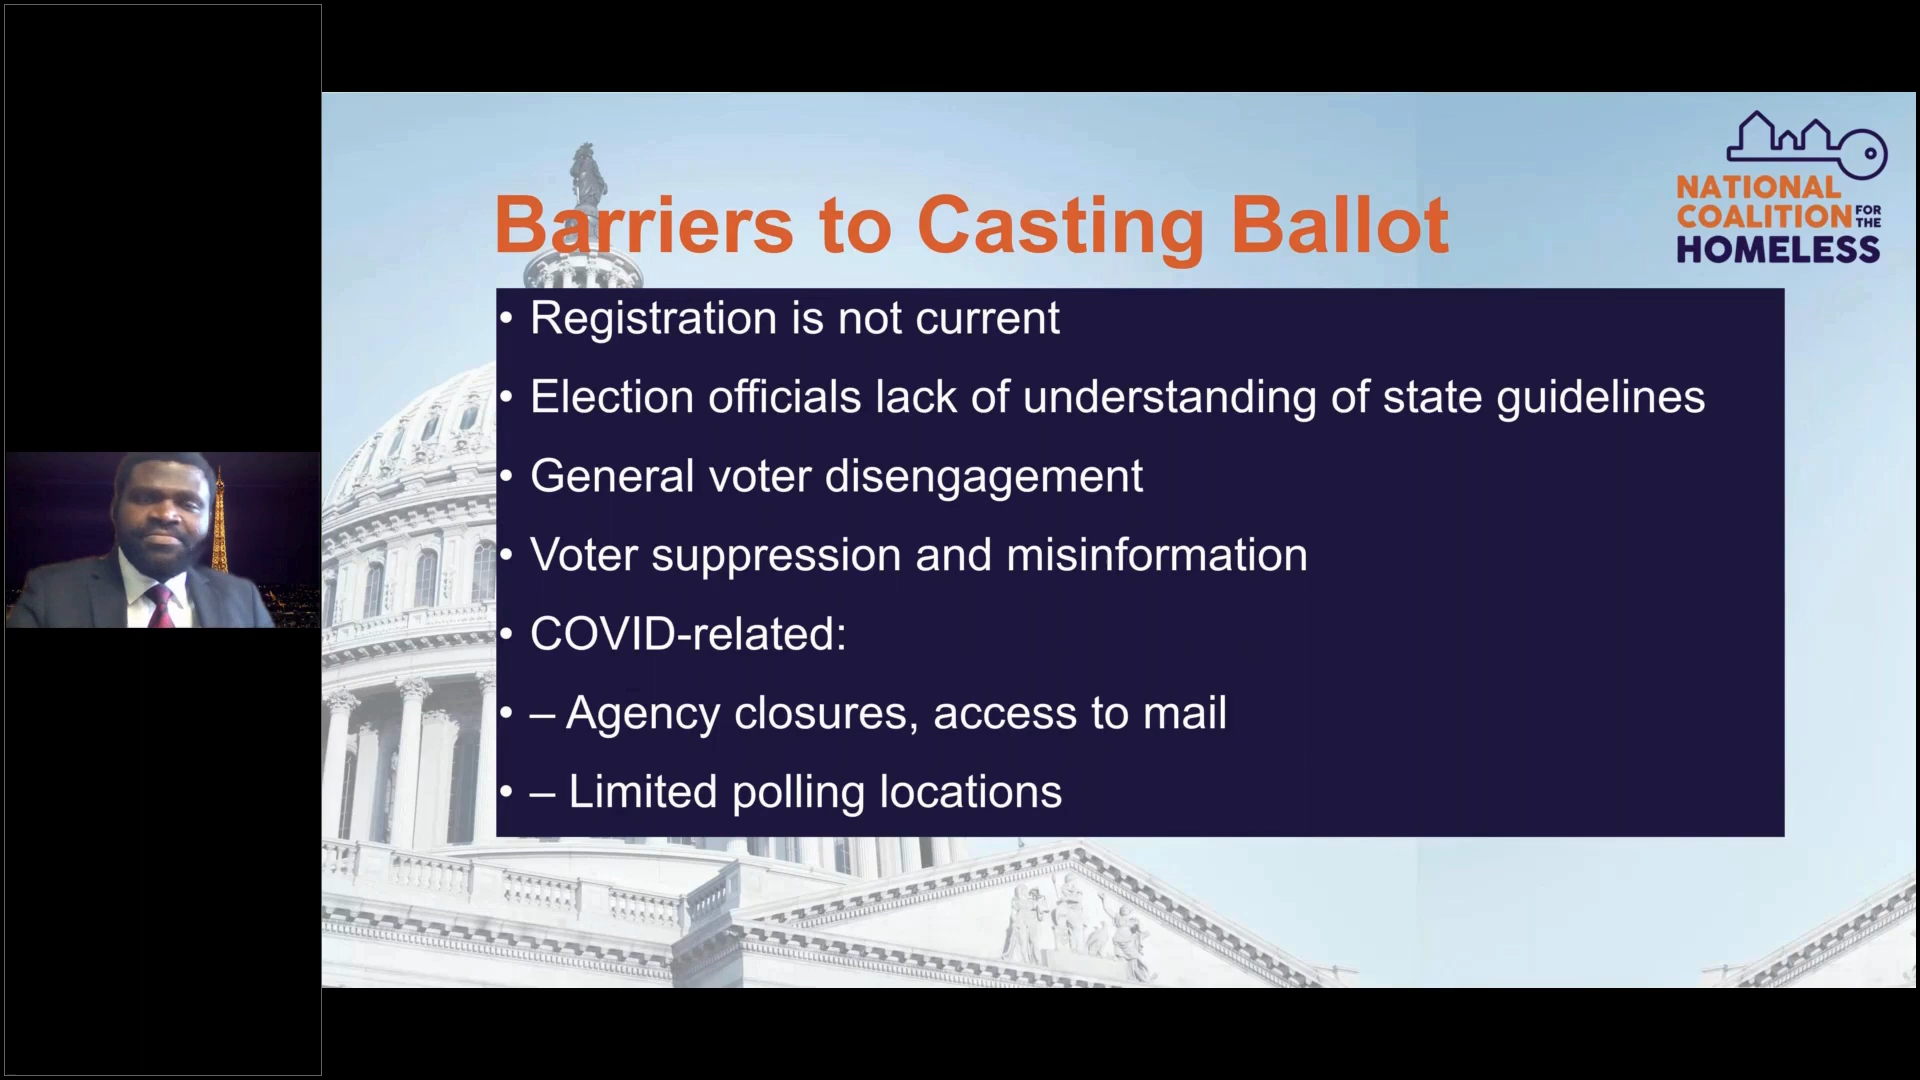 Barriers to Casting Ballot
NATIONAL
COALITION FOR THE
HOMELESS
• Registration is not current
• Election officials lack of understanding of state guidelines
• General voter disengagement
• Voter suppression and misinformation
• COVID-related:
• – Agency closures, access to mail
• – Limited polling locations